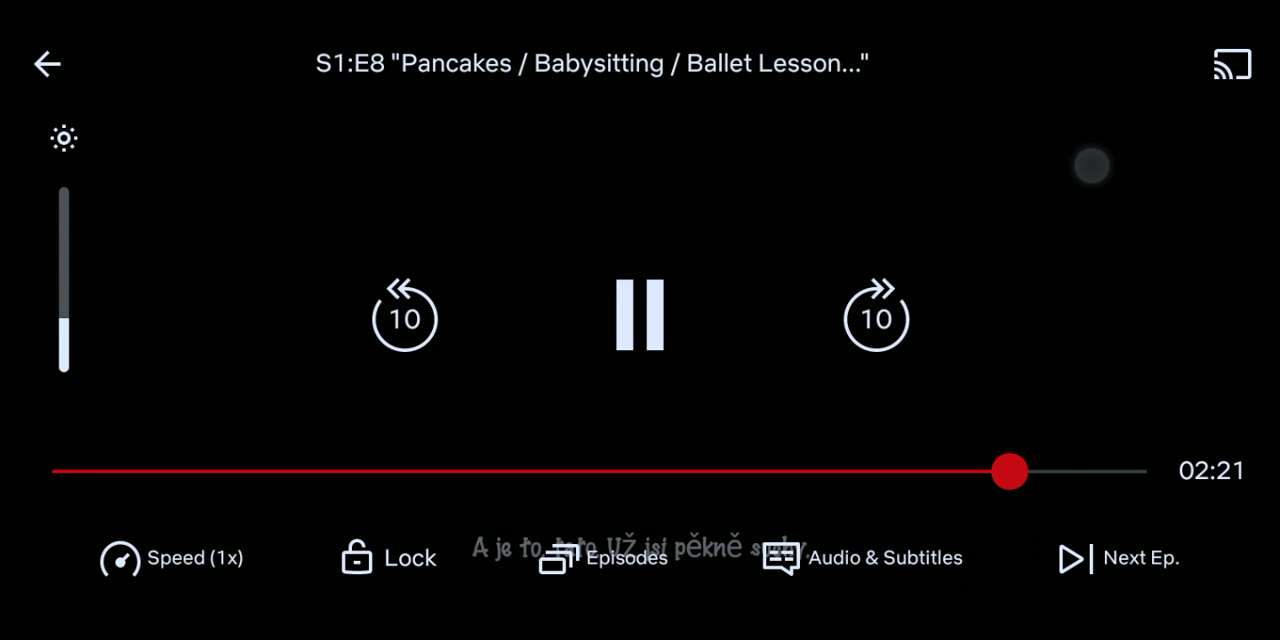 S1:E8 "Pancakes / Babysitting / Ballet Lesson..."
10
10
02:21
A je to, tato Už jsi pěkně
Speed (1x)
Lock
Episodes
Audio & Subtitles
Next Ep.